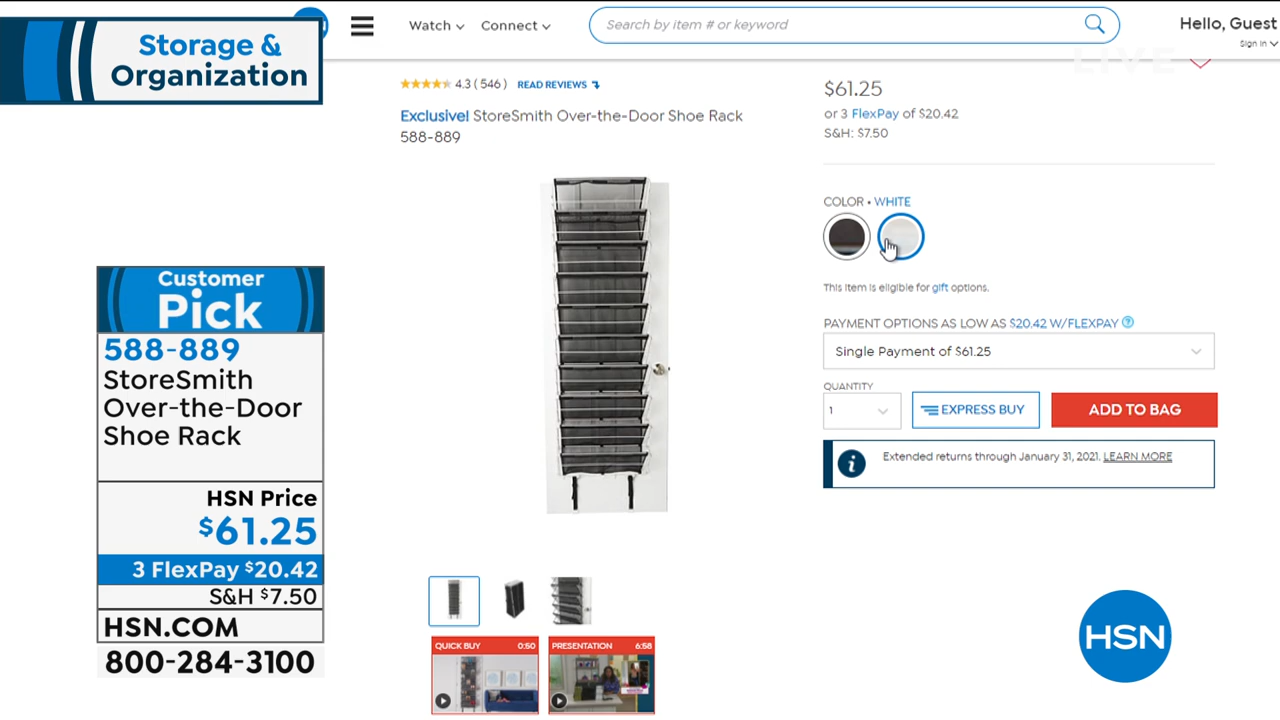 Storage &
Organization
Watch
Connect
Search by item # or keyword
Hello, Guest
Sign In
LIVE
4.3 (546) READ REVIEWS
Exclusive! StoreSmith Over-the-Door Shoe Rack
588-889
$61.25
or 3 FlexPay of $20.42
S&H: $7.50
COLOR • WHITE
This item is eligible for gift options.
PAYMENT OPTIONS AS LOW AS $20.42 W/FLEXPAY ?
Single Payment of $61.25
QUANTITY
1
EXPRESS BUY
ADD TO BAG
i Extended returns through January 31, 2021. LEARN MORE
Customer
Pick
588-889
StoreSmith
Over-the-Door
Shoe Rack
HSN Price
$61.25
3 FlexPay $20.42
S&H $7.50
HSN.COM
800-284-3100
QUICK BUY 0:50
PRESENTATION 6:58
HSN